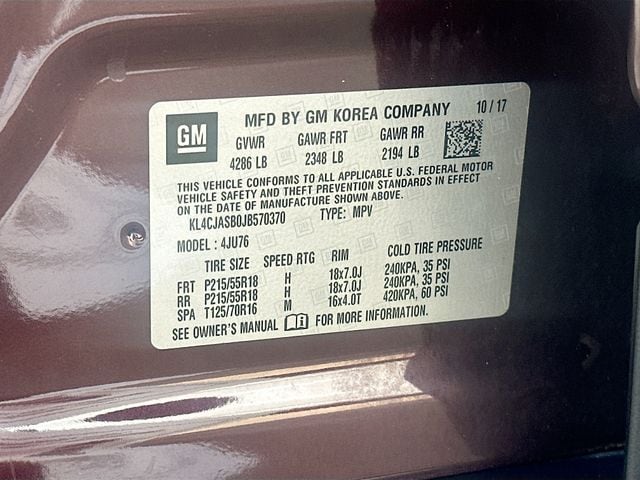 GM
MFD BY GM KOREA COMPANY 10/17
GVWR GAWR FRT GAWR RR
4286 LB 2348 LB 2194 LB
THIS VEHICLE CONFORMS TO ALL APPLICABLE U.S. FEDERAL MOTOR
VEHICLE SAFETY AND THEFT PREVENTION STANDARDS IN EFFECT
ON THE DATE OF MANUFACTURE SHOWN ABOVE.
KL4CJASB0JB570370 TYPE: MPV
MODEL : 4JU76
TIRE SIZE SPEED RTG RIM COLD TIRE PRESSURE
FRT P215/55R18 H 18x7.0J 240KPA, 35 PSI
RR P215/55R18 H 18x7.0J 240KPA, 35 PSI
SPA T125/70R16 M 16x4.0T 420KPA, 60 PSI
SEE OWNER'S MANUAL FOR MORE INFORMATION.